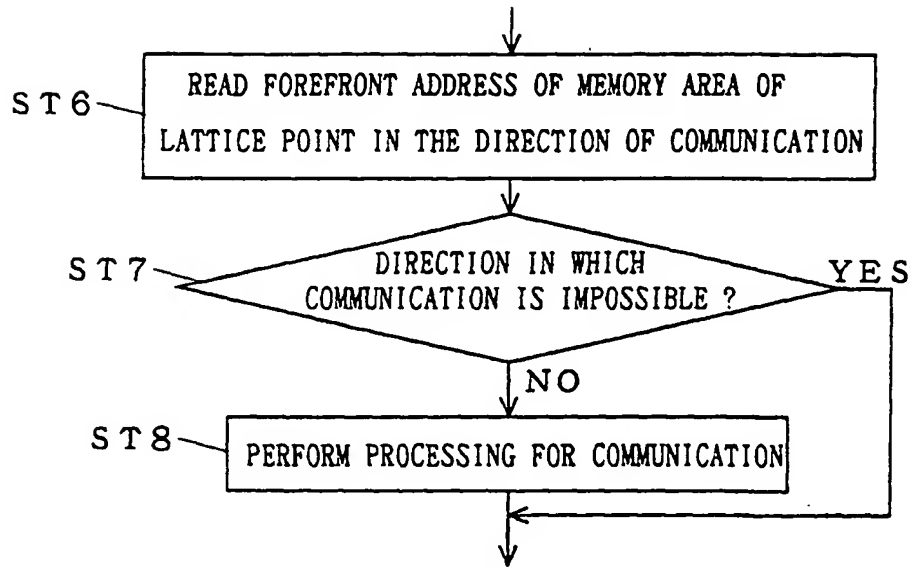 ST6
READ FOREFRONT ADDRESS OF MEMORY AREA OF
LATTICE POINT IN THE DIRECTION OF COMMUNICATION
ST7
DIRECTION IN WHICH
COMMUNICATION IS IMPOSSIBLE ?
YES
NO
ST8
PERFORM PROCESSING FOR COMMUNICATION